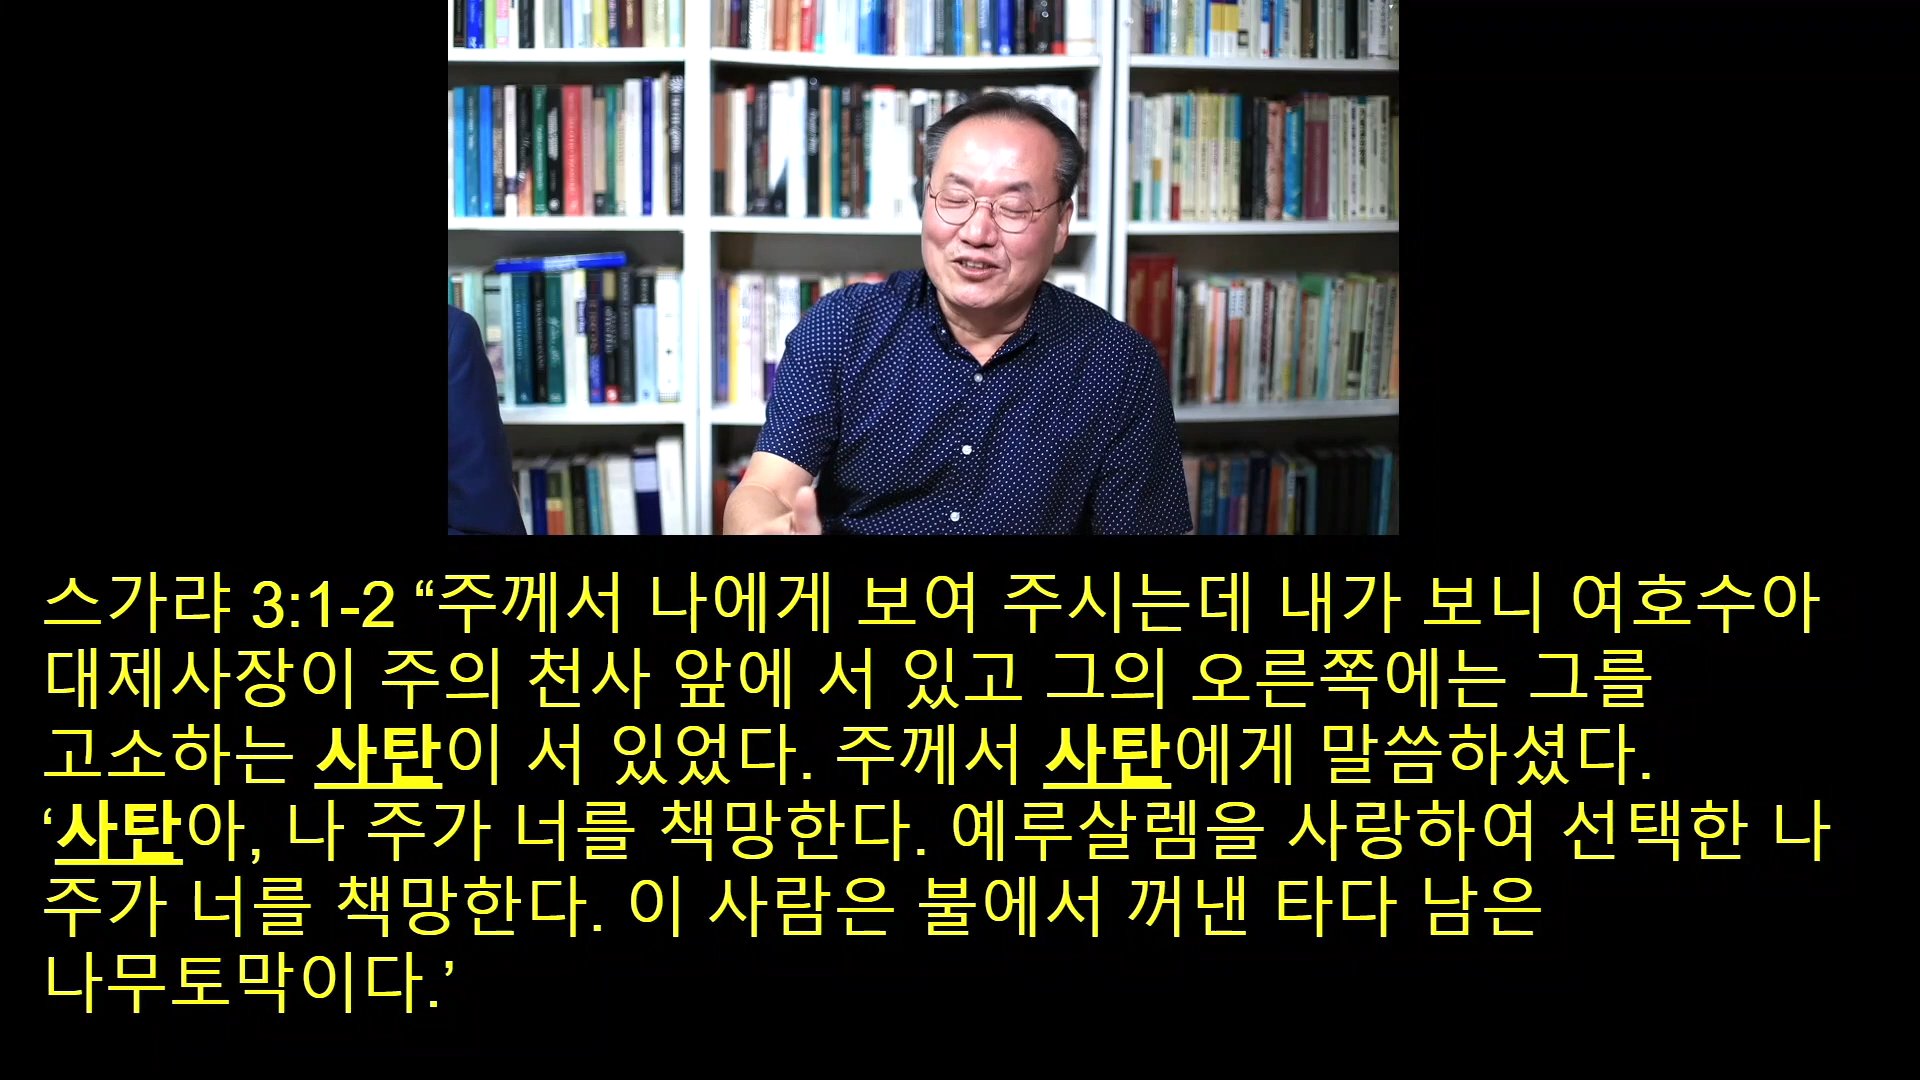 스가랴 3:1-2 “주께서 나에게 보여 주시는데 내가 보니 여호수아
대제사장이 주의 천사 앞에 서 있고 그의 오른쪽에는 그를
고소하는 사탄이 서 있었다. 주께서 사탄에게 말씀하셨다.
‘사탄아, 나 주가 너를 책망한다. 예루살렘을 사랑하여 선택한 나
주가 너를 책망한다. 이 사람은 불에서 꺼낸 타다 남은
나무토막이다.’